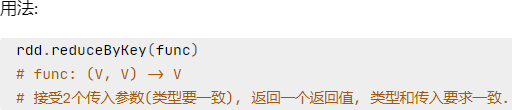 用法:
rdd.reduceByKey(func)
# func: (V, V) -> V
# 接受2个传入参数(类型要一致), 返回一个返回值, 类型和传入要求一致.